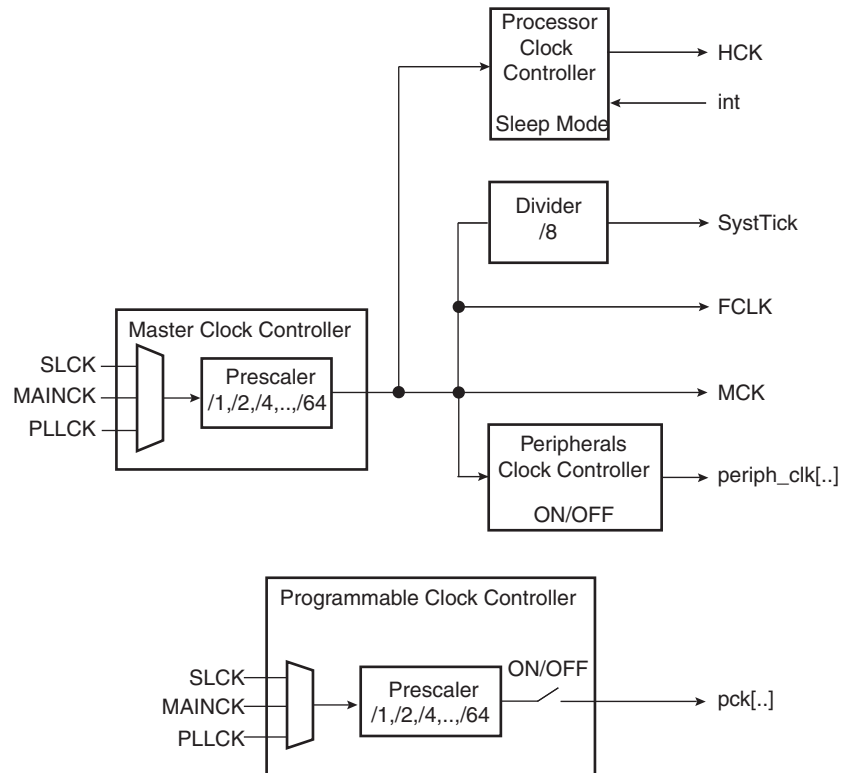 Processor
Clock
Controller
Sleep Mode
HCK
int
Divider
/8
SystTick
FCLK
Master Clock Controller
SLCK
MAINCK
PLLCK
Prescaler
/1,/2,/4,..,/64
MCK
Peripherals
Clock Controller
ON/OFF
periph_clk[..]
Programmable Clock Controller
SLCK
MAINCK
PLLCK
Prescaler
/1,/2,/4,..,/64
ON/OFF
pck[..]